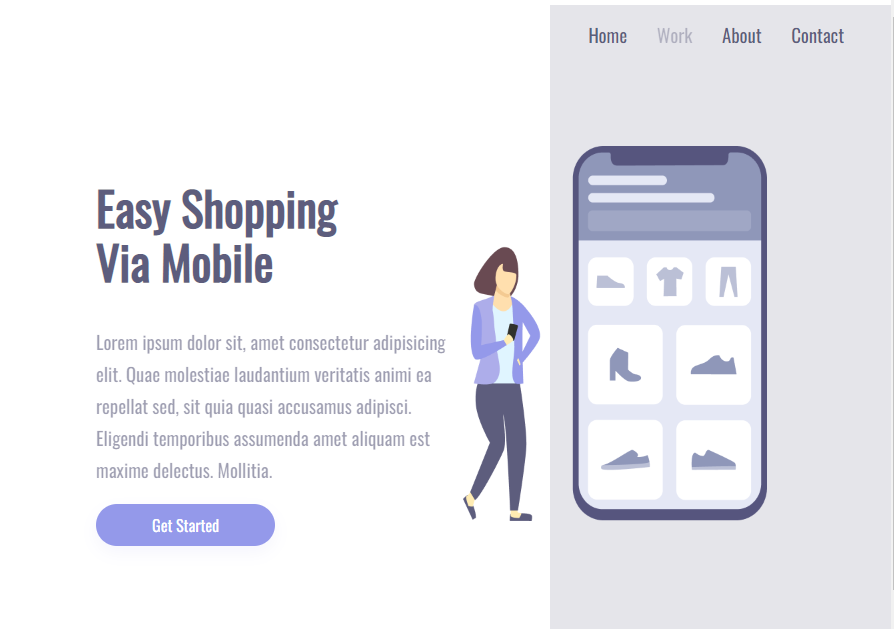 Home Work About Contact
Easy Shopping
Via Mobile
Lorem ipsum dolor sit, amet consectetur adipisicing
elit. Quae molestiae laudantium veritatis animi ea
repellat sed, sit quia quasi accusamus adipisci.
Eligendi temporibus assumenda amet aliquam est
maxime delectus. Mollitia.
Get Started